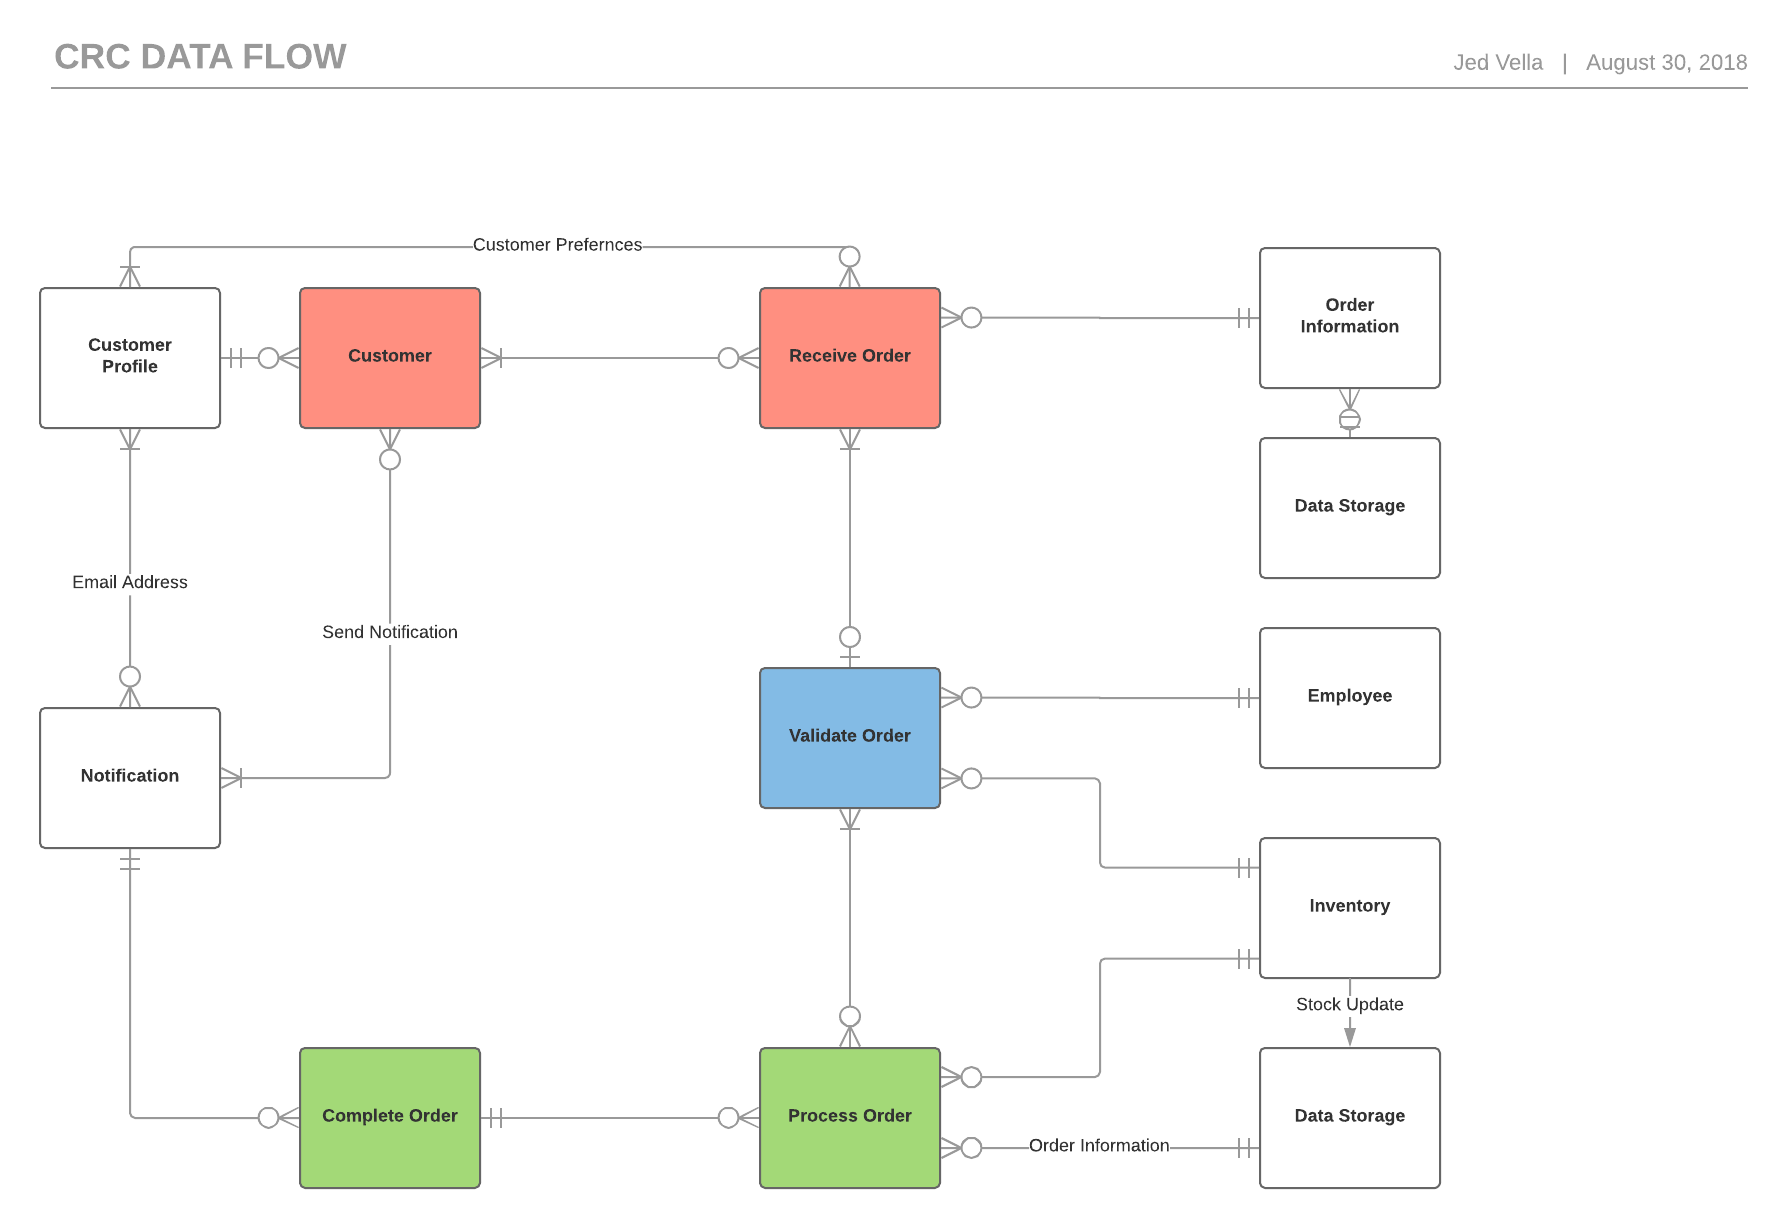 CRC DATA FLOW
Jed Vella | August 30, 2018
Customer Prefernces
Customer
Profile
Customer
Receive Order
Order
Information
Data Storage
Email Address
Send Notification
Notification
Validate Order
Employee
Inventory
Stock Update
Complete Order
Process Order
Order Information
Data Storage